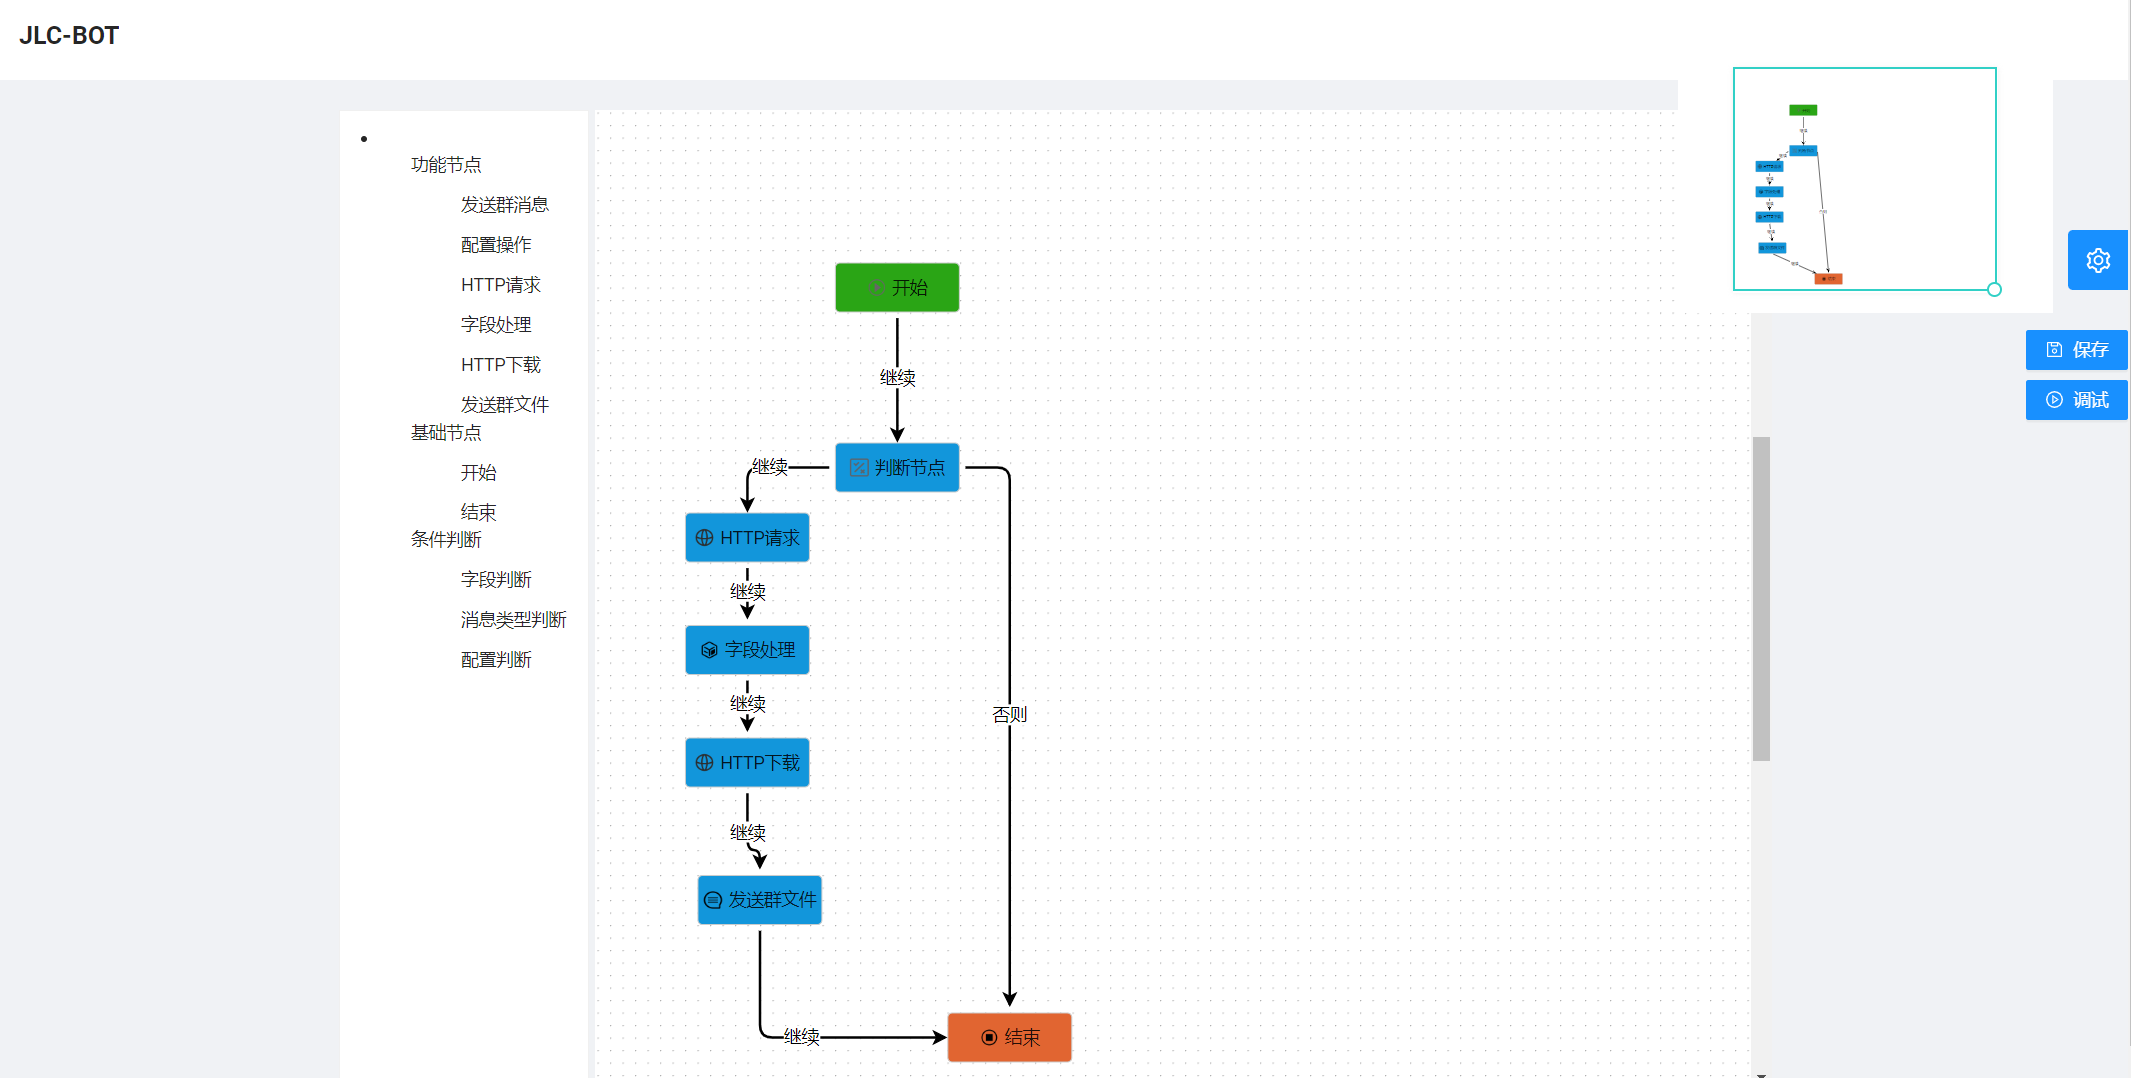 JLC-BOT
功能节点
发送群消息
配置操作
HTTP请求
字段处理
HTTP下载
发送群文件
基础节点
开始
结束
条件判断
字段判断
消息类型判断
配置判断
开始
继续
判断节点
继续
HTTP请求
继续
字段处理
继续
HTTP下载
继续
发送群文件
继续
否则
结束
保存
调试